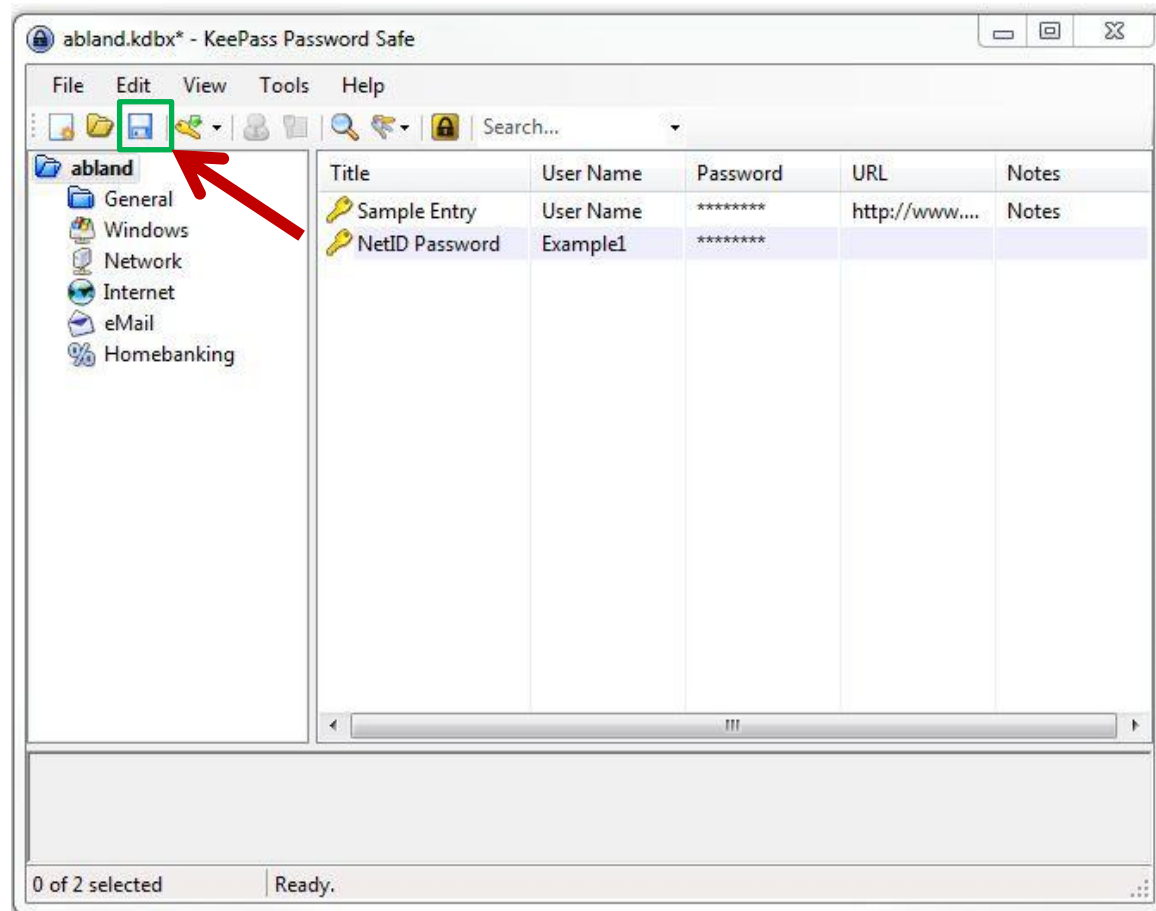 abland.kdbx* - KeePass Password Safe
File Edit View Tools Help
Search...
abland
General
Windows
Network
Internet
eMail
Homebanking
Title User Name Password URL Notes
Sample Entry User Name ******** http://www.... Notes
NetID Password Example1 ********
0 of 2 selected Ready.